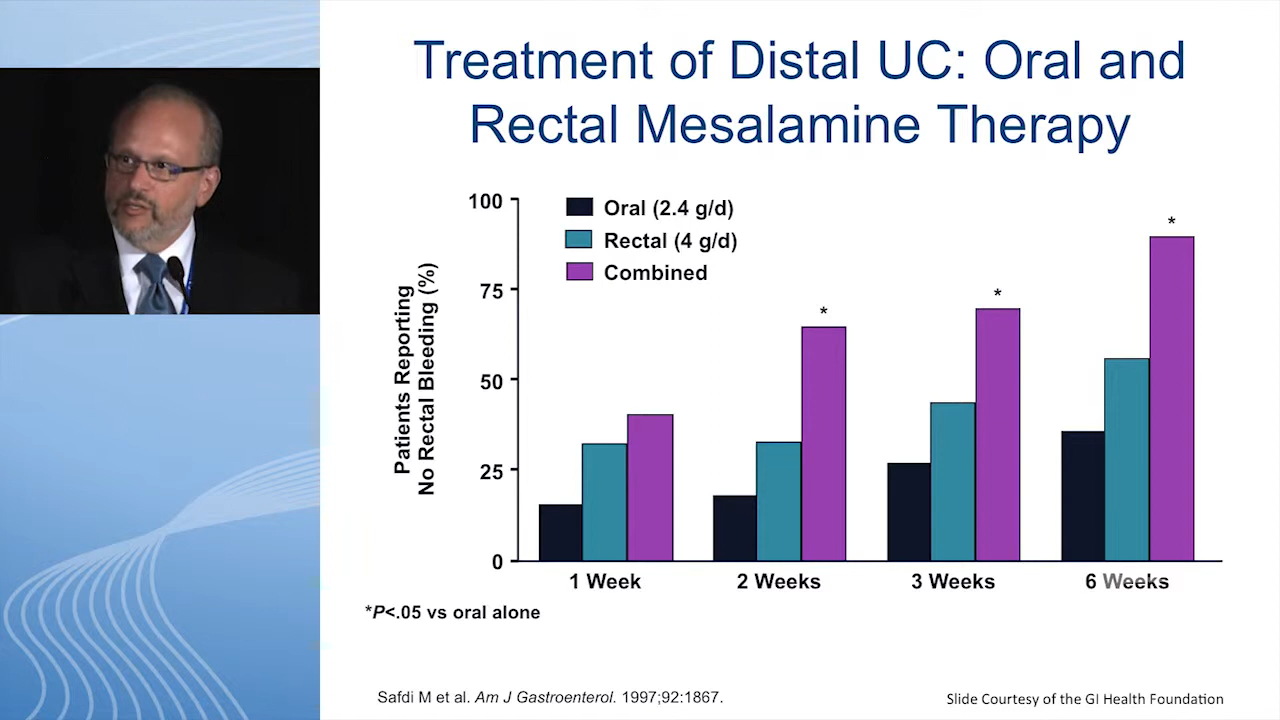 Treatment of Distal UC: Oral and
Rectal Mesalamine Therapy
Patients Reporting
No Rectal Bleeding (%)
100
75
50
25
0
Oral (2.4 g/d)
Rectal (4 g/d)
Combined
*
*
*
1 Week
2 Weeks
3 Weeks
6 Weeks
*P<.05 vs oral alone
Safdi M et al. Am J Gastroenterol. 1997;92:1867.
Slide Courtesy of the GI Health Foundation